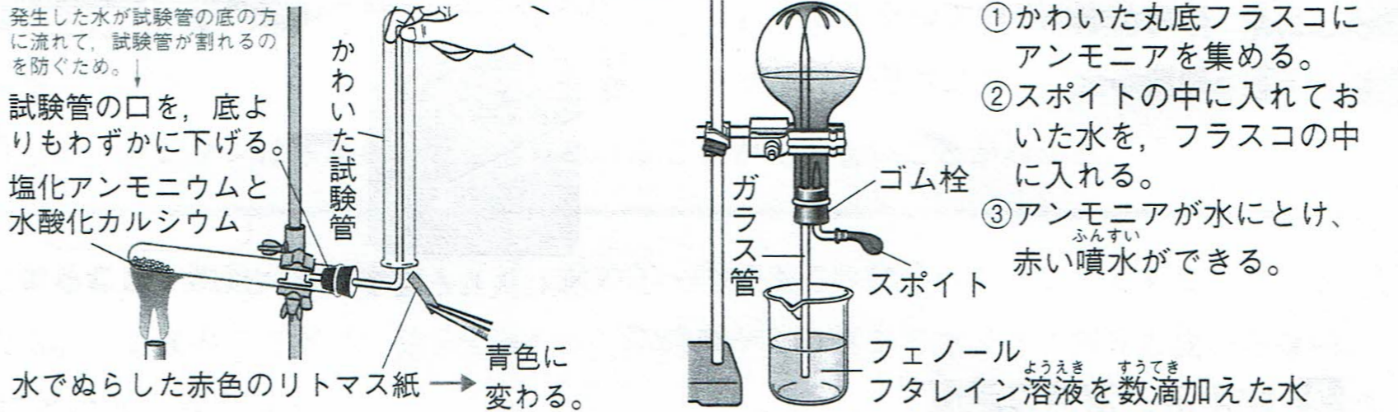 発生した水が試験管の底の方
に流れて，試験管が割れるの
を防ぐため。
試験管の口を，底よ
りもわずかに下げる。
塩化アンモニウムと
水酸化カルシウム
かわいた試験管
水でぬらした赤色のリトマス紙→
青色に
変わる。
ガラス管
ゴム栓
スポイト
フェノール
フタレイン溶液を数滴加えた水
ようえき
すうてき
①かわいた丸底フラスコに
アンモニアを集める。
②スポイトの中に入れてお
いた水を，フラスコの中
に入れる。
③アンモニアが水にとけ、
ふんすい
赤い噴水ができる。